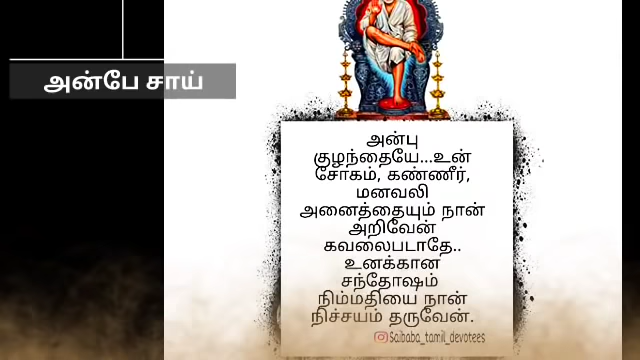 அன்பே சாய்
அன்பு
குழந்தையே...உன்
சோகம், கண்ணீர்,
மனவலி
அனைத்தையும் நான்
அறிவேன்
கவலைபடாதே..
உனக்கான
சந்தோஷம்
நிம்மதியை நான்
நிச்சயம் தருவேன்.
Saibaba_tamil_devotees